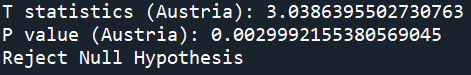 T statistics (Austria): 3.0386395502730763
P value (Austria): 0.0029992155380569045
Reject Null Hypothesis